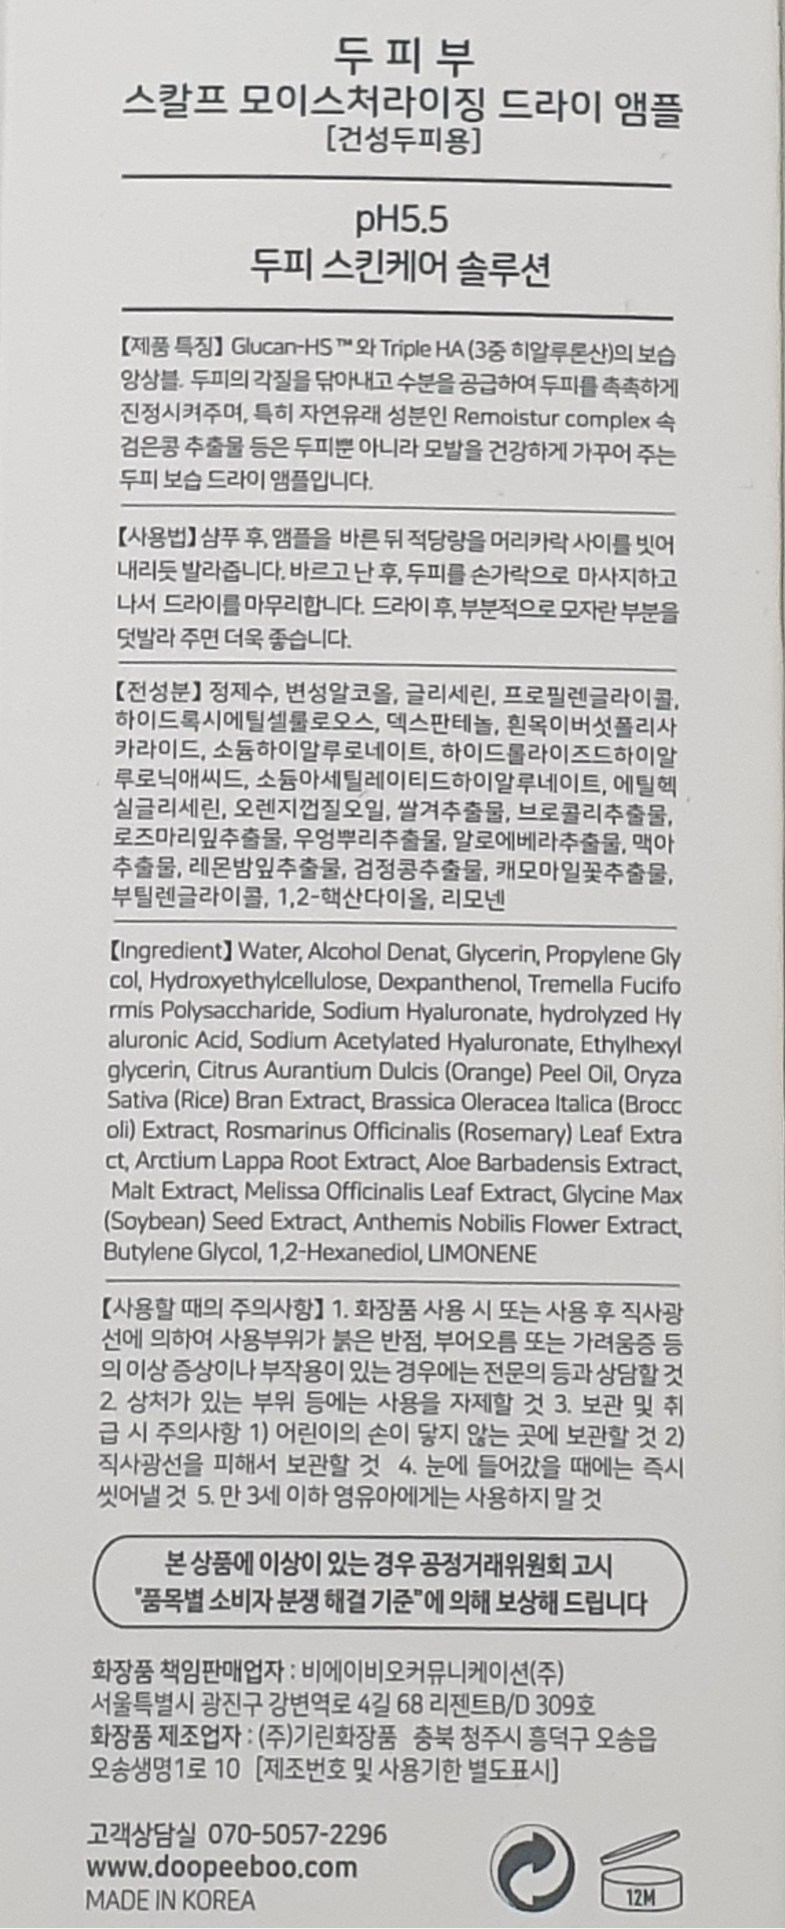 두피부
스칼프 모이스처라이징 드라이 앰플
[건성두피용]
pH5.5
두피 스킨케어 솔루션
【제품 특징】 Glucan-HS ™ 와 Triple HA (3중 히알루론산)의 보습
앙상블. 두피의 각질을 닦아내고 수분을 공급하여 두피를 촉촉하게
진정시켜주며, 특히 자연유래 성분인 Remoistur complex 속
검은콩 추출물 등은 두피뿐 아니라 모발을 건강하게 가꾸어 주는
두피 보습 드라이 앰플입니다.
【사용법】 샴푸 후, 앰플을 바른 뒤 적당량을 머리카락 사이를 빗어
내리듯 발라줍니다. 바르고 난 후, 두피를 손가락으로 마사지하고
나서 드라이를 마무리합니다. 드라이 후, 부분적으로 모자란 부분을
덧발라 주면 더욱 좋습니다.
【전성분】 정제수, 변성알코올, 글리세린, 프로필렌글라이콜,
하이드록시에틸셀룰로오스, 덱스판테놀, 흰목이버섯폴리사
카라이드, 소듐하이알루로네이트, 하이드롤라이즈드하이알
루로닉애씨드, 소듐아세틸레이티드하이알루네이트, 에틸헥
실글리세린, 오렌지껍질오일, 쌀겨추출물, 브로콜리추출물,
로즈마리잎추출물, 우엉뿌리추출물, 알로에베라추출물, 맥아
추출물, 레몬밤잎추출물, 검정콩추출물, 캐모마일꽃추출물,
부틸렌글라이콜, 1,2-핵산다이올, 리모넨
【Ingredient】 Water, Alcohol Denat, Glycerin, Propylene Gly
col, Hydroxyethylcellulose, Dexpanthenol, Tremella Fucifo
rmis Polysaccharide, Sodium Hyaluronate, hydrolyzed Hy
aluronic Acid, Sodium Acetylated Hyaluronate, Ethylhexyl
glycerin, Citrus Aurantium Dulcis (Orange) Peel Oil, Oryza
Sativa (Rice) Bran Extract, Brassica Oleracea Italica (Brocc
oli) Extract, Rosmarinus Officinalis (Rosemary) Leaf Extra
ct, Arctium Lappa Root Extract, Aloe Barbadensis Extract,
Malt Extract, Melissa Officinalis Leaf Extract, Glycine Max
(Soybean) Seed Extract, Anthemis Nobilis Flower Extract,
Butylene Glycol, 1,2-Hexanediol, LIMONENE
【사용할 때의 주의사항】 1. 화장품 사용 시 또는 사용 후 직사광
선에 의하여 사용부위가 붉은 반점, 부어오름 또는 가려움증 등
의 이상 증상이나 부작용이 있는 경우에는 전문의 등과 상담할 것
2. 상처가 있는 부위 등에는 사용을 자제할 것 3. 보관 및 취
급 시 주의사항 1) 어린이의 손이 닿지 않는 곳에 보관할 것 2)
직사광선을 피해서 보관할 것 4. 눈에 들어갔을 때에는 즉시
씻어낼 것 5. 만 3세 이하 영유아에게는 사용하지 말 것
본 상품에 이상이 있는 경우 공정거래위원회 고시
"품목별 소비자 분쟁 해결 기준"에 의해 보상해 드립니다
화장품 책임판매업자 : 비에이비오커뮤니케이션(주)
서울특별시 광진구 강변역로 4길 68 리젠트B/D 309호
화장품 제조업자 : (주)기린화장품 충북 청주시 흥덕구 오송읍
오송생명1로 10 [제조번호 및 사용기한 별도표시]
고객상담실 070-5057-2296
www.doopeeboo.com
MADE IN KOREA
12M